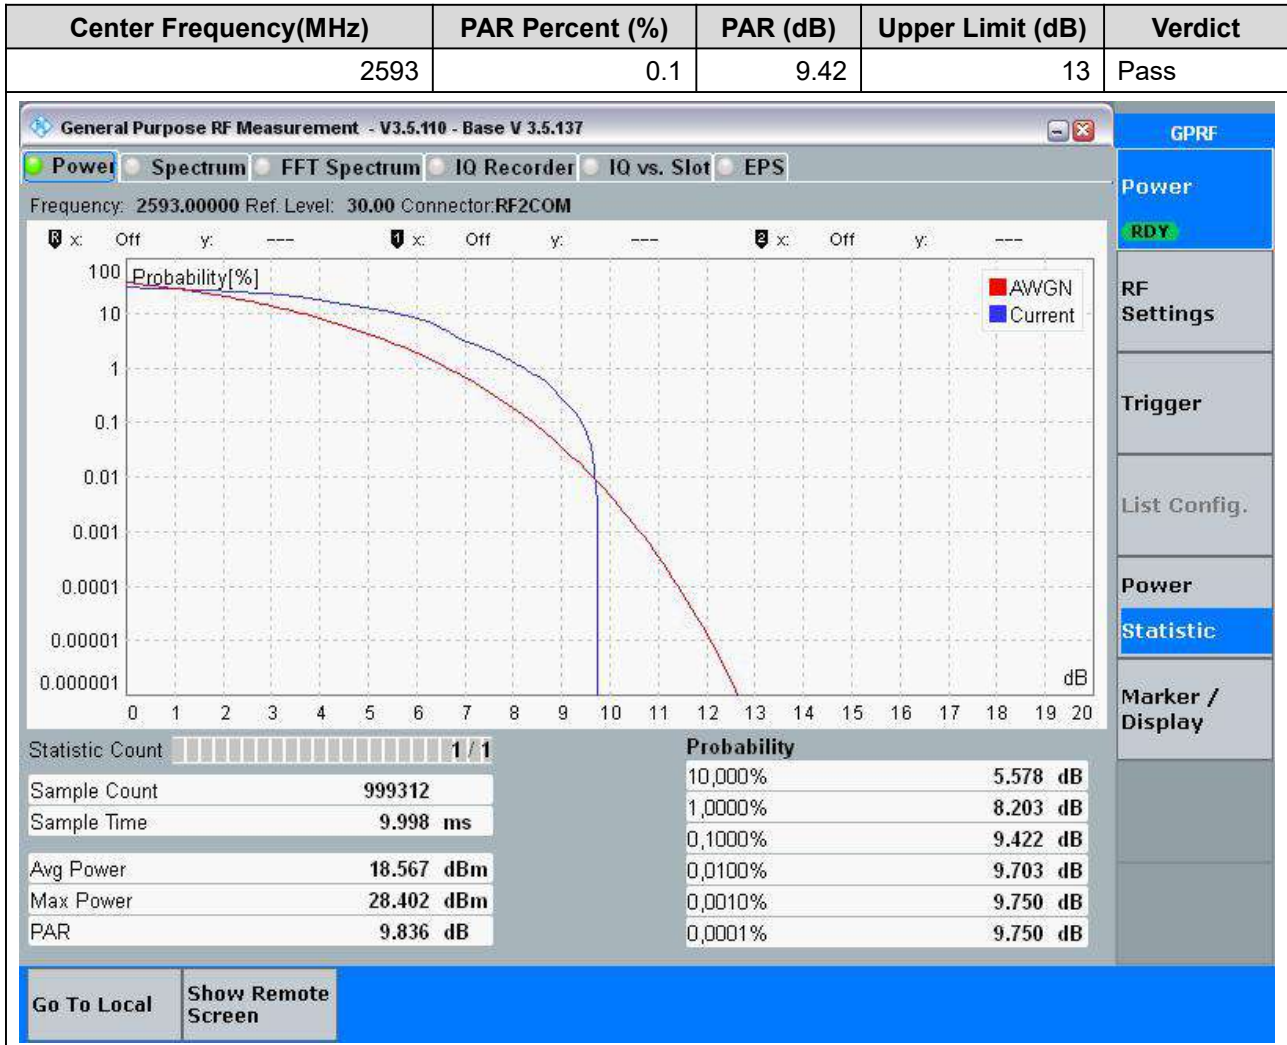 Center Frequency(MHz) PAR Percent (%) PAR (dB) Upper Limit (dB) Verdict
2593 0.1 9.42 13 Pass
General Purpose RF Measurement - V3.5.110 - Base V 3.5.137
GPRF
Power Spectrum FFT Spectrum IQ Recorder IQ vs. Slot EPS
Power
RDY
Frequency: 2593.00000 Ref. Level: 30.00 Connector:RF2COM
R x: Off y: --- 1 x: Off y: --- 2 x: Off y: ---
Probability[%]
AWGN
Current
100
10
1
0.1
0.01
0.001
0.0001
0.00001
0.000001
dB
0 1 2 3 4 5 6 7 8 9 10 11 12 13 14 15 16 17 18 19 20
RF
Settings
Trigger
List Config.
Power
Statistic
Marker /
Display
Statistic Count 1 / 1
Sample Count 999312
Sample Time 9.998 ms
Avg Power 18.567 dBm
Max Power 28.402 dBm
PAR 9.836 dB
Probability
10,000% 5.578 dB
1,0000% 8.203 dB
0,1000% 9.422 dB
0,0100% 9.703 dB
0,0010% 9.750 dB
0,0001% 9.750 dB
Go To Local
Show Remote
Screen